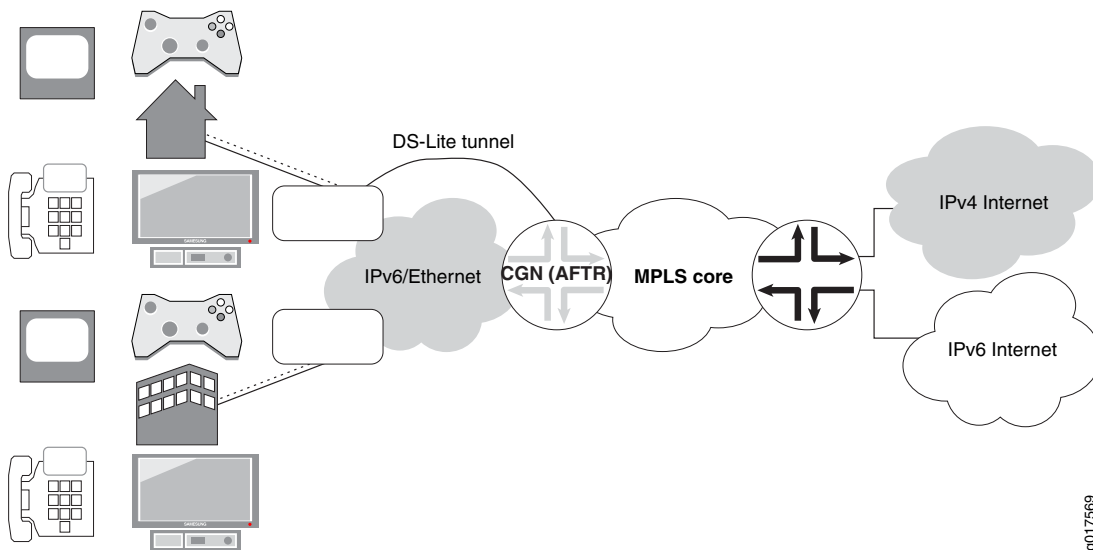 DS-Lite tunnel
IPv4 Internet
IPv6/Ethernet
CGN (AFTR)
MPLS core
IPv6 Internet
g017569